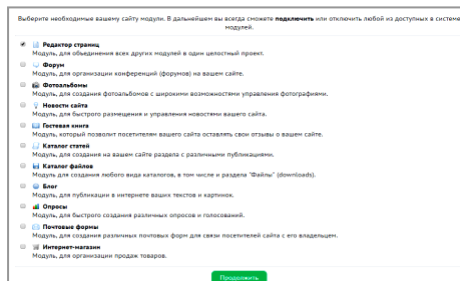 Выберите необходимые вашему сайту модули. В дальнейшем вы всегда сможете подключить или отключить любой из доступных в системе
модулей.
Редактор страниц
Модуль, для объединения всех других модулей в один целостный проект.
Форум
Модуль, для организации конференций (форумов) на вашем сайте.
Фотоальбомы
Модуль, для создания фотоальбомов с широкими возможностями управления фотографиями.
Новости сайта
Модуль, для быстрого размещения и управления новостями вашего сайта.
Гостевая книга
Модуль, который позволит посетителям вашего сайта оставлять свои отзывы о вашем сайте.
Каталог статей
Модуль, для создания на вашем сайте раздела с различными публикациями.
Каталог файлов
Модуль для создания любого вида каталогов, в том числе и раздела "Файлы" (downloads).
Блог
Модуль, для публикации в интернете ваших текстов и картинок.
Опросы
Модуль, для быстрого создания различных опросов и голосований.
Почтовые формы
Модуль, для создания различных почтовых форм для связи посетителей сайта с его владельцем.
Интернет-магазин
Модуль, для организации продаж товаров.
Продолжить